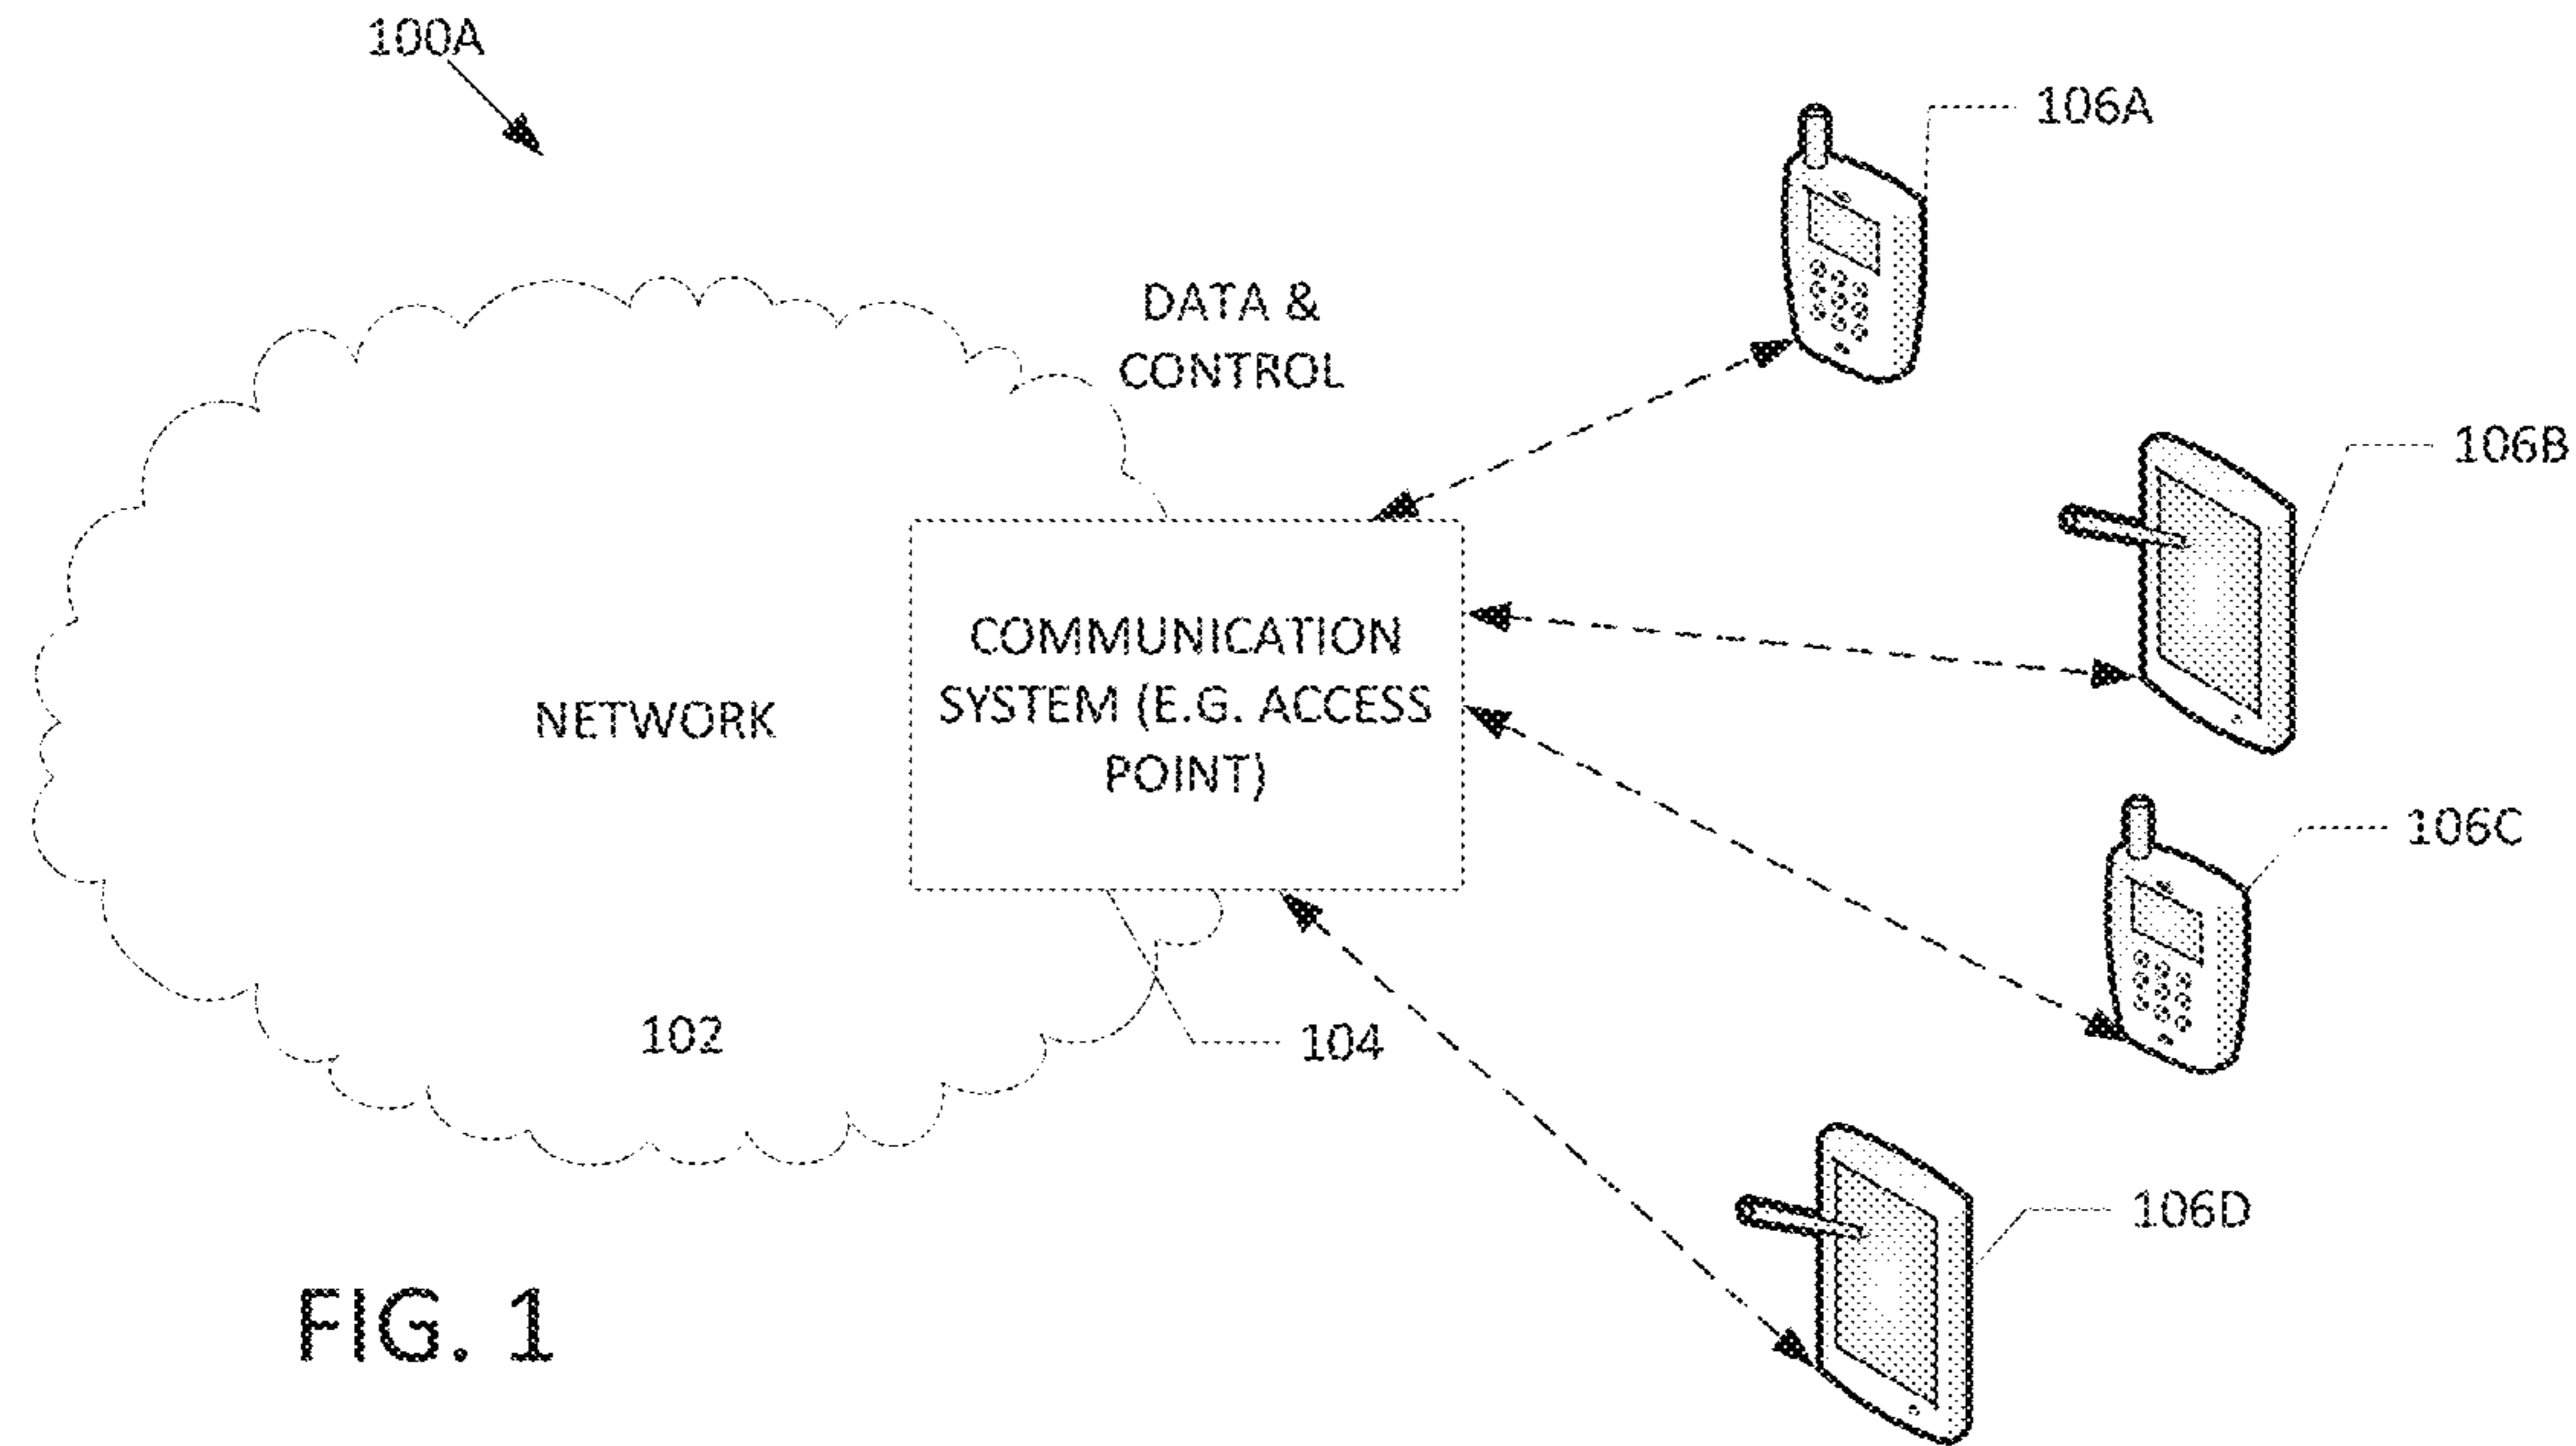 100A
106A
DATA &
CONTROL
106B
COMMUNICATION
SYSTEM (E.G. ACCESS
POINT)
NETWORK
106C
102
104
106D
FIG. 1